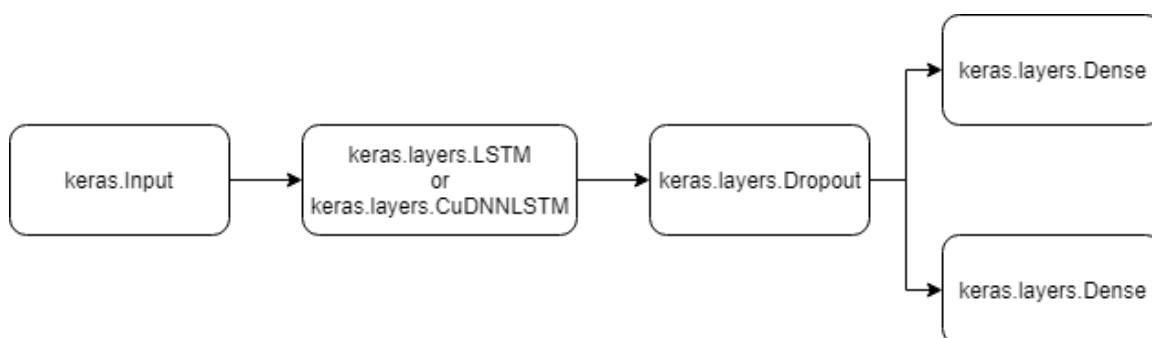 keras.Input
keras.layers.LSTM
or
keras.layers.CuDNNLSTM
keras.layers.Dropout
keras.layers.Dense
keras.layers.Dense